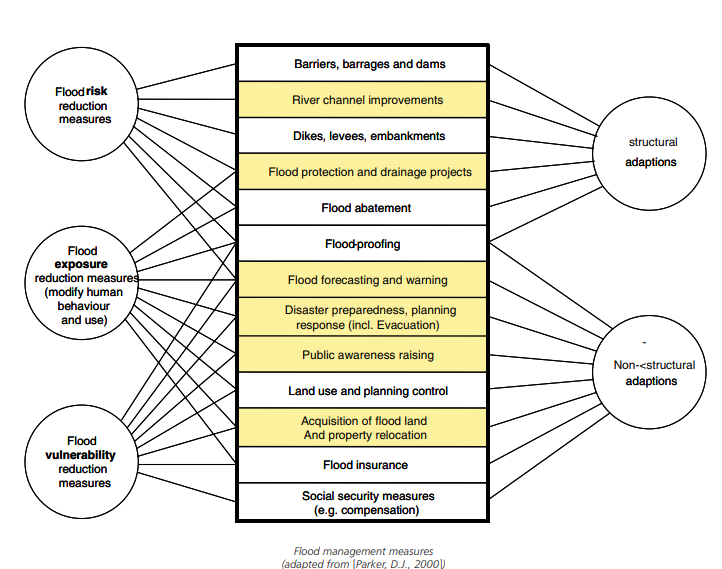 Flood risk
reduction
measures
Flood
exposure
reduction measures
(modify human
behaviour
and use)
Flood
vulnerability
reduction
measures
Barriers, barrages and dams
River channel improvements
Dikes, levees, embankments
Flood protection and drainage projects
Flood abatement
Flood-proofing
Flood forecasting and warning
Disaster preparedness, planning
response (incl. Evacuation)
Public awareness raising
Land use and planning control
Acquisition of flood land
And property relocation
Flood insurance
Social security measures
(e.g. compensation)
structural
adaptions
-
Non-<structural
adaptions
Flood management measures
(adapted from [Parker, D.J., 2000])